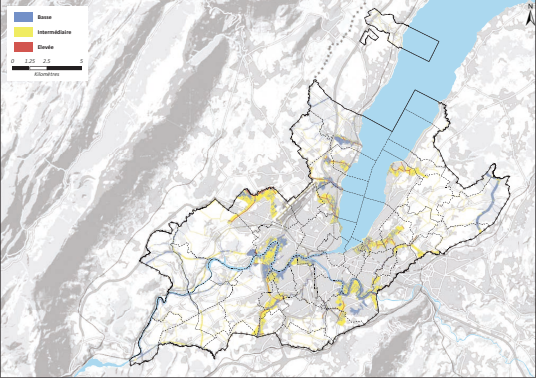 Basse
Intermédiaire
Elevée
0 1.25 2.5 5
Kilomètres
N